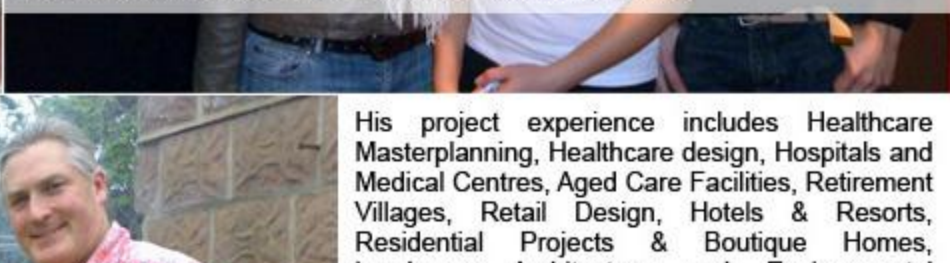 His project experience includes Healthcare
Masterplanning, Healthcare design, Hospitals and
Medical Centres, Aged Care Facilities, Retirement
Villages, Retail Design, Hotels & Resorts,
Residential Projects & Boutique Homes,